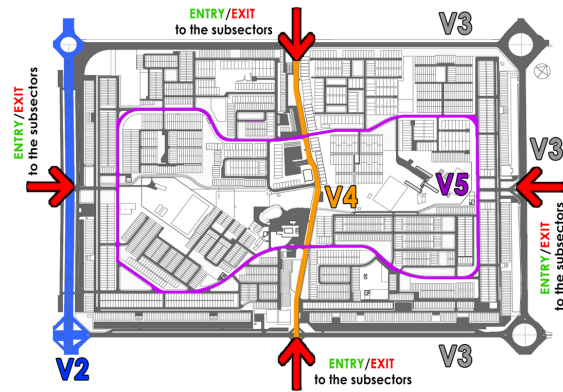 ENTRY/EXIT
to the subsectors
V3
ENTRY/EXIT
to the subsectors
V3
V5
V4
ENTRY/EXIT
to the subsectors
V2
ENTRY/EXIT
to the subsectors
V3